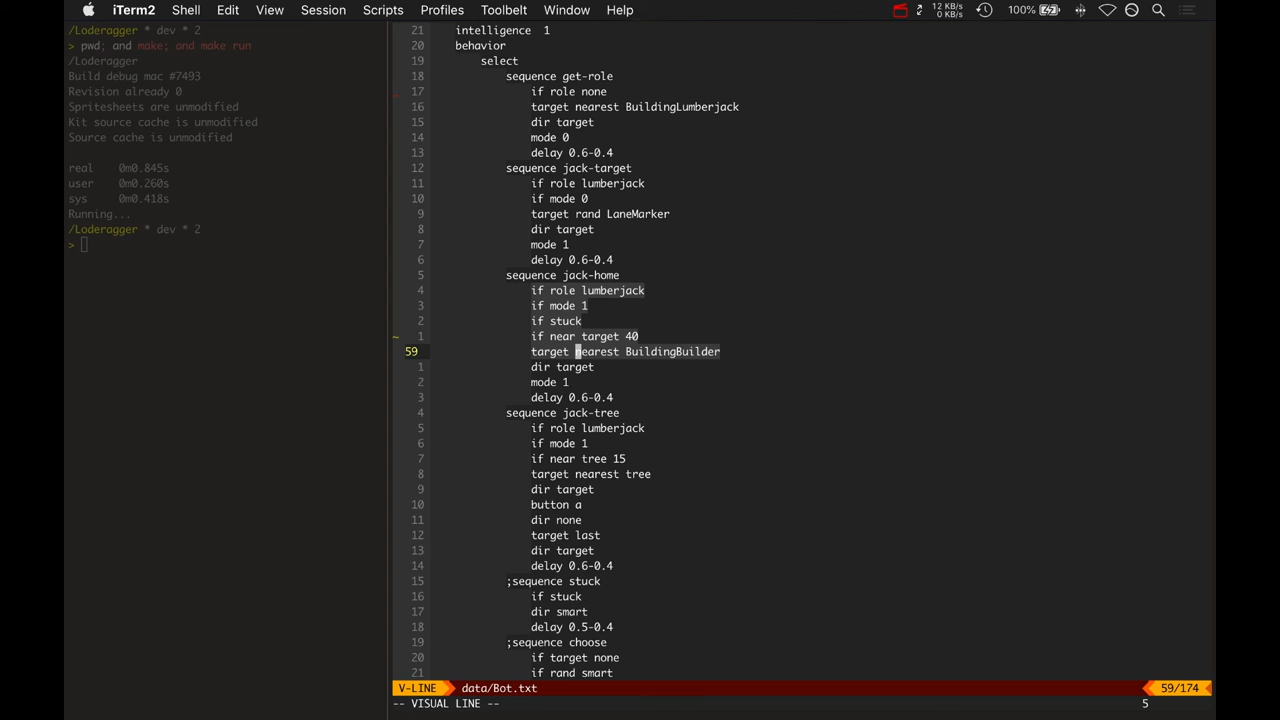 iTerm2 Shell Edit View Session Scripts Profiles Toolbelt Window Help 12 KB/s 0 KB/s 100%
/Loderagger * dev * 2
> pwd; and make; and make run
/Loderagger
Build debug mac #7493
Revision already 0
Spritesheets are unmodified
Kit source cache is unmodified
Source cache is unmodified
real 0m0.845s
user 0m0.260s
sys 0m0.418s
Running...
/Loderagger * dev * 2
>
21 intelligence 1
20 behavior
19 select
18 sequence get-role
17 if role none
16 target nearest BuildingLumberjack
15 dir target
14 mode 0
13 delay 0.6-0.4
12 sequence jack-target
11 if role lumberjack
10 if mode 0
9 target rand LaneMarker
8 dir target
7 mode 1
6 delay 0.6-0.4
5 sequence jack-home
4 if role lumberjack
3 if mode 1
2 if stuck
~ 1 if near target 40
59 target nearest BuildingBuilder
1 dir target
2 mode 1
3 delay 0.6-0.4
4 sequence jack-tree
5 if role lumberjack
6 if mode 1
7 if near tree 15
8 target nearest tree
9 dir target
10 button a
11 dir none
12 target last
13 dir target
14 delay 0.6-0.4
15 ;sequence stuck
16 if stuck
17 dir smart
18 delay 0.5-0.4
19 ;sequence choose
20 if target none
21 if rand smart
V-LINE data/Bot.txt 59/174
-- VISUAL LINE -- 5